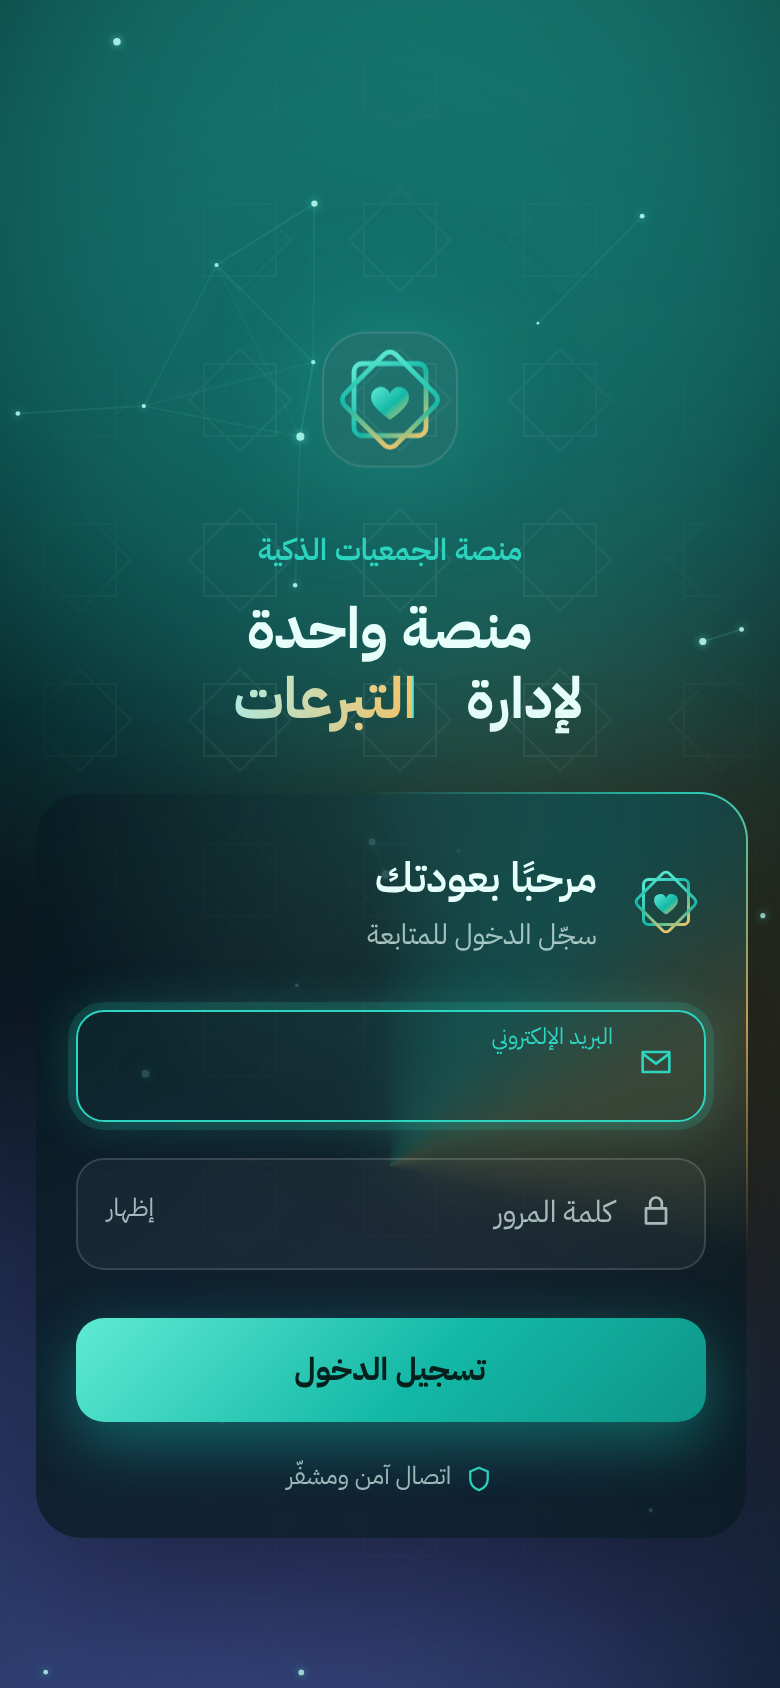 منصة الجمعيات الذكية
منصة واحدة
لإدارة التبرعات
مرحبًا بعودتك
سجّل الدخول للمتابعة
البريد الإلكتروني
كلمة المرور
إظهار
تسجيل الدخول
اتصال آمن ومشفّر